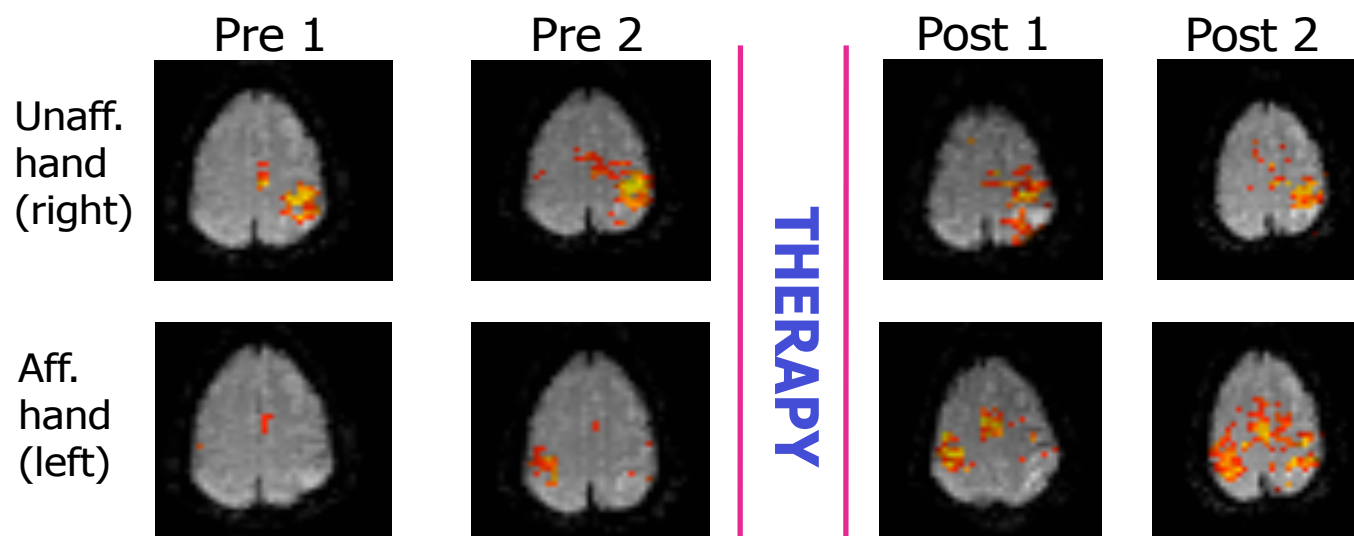 Pre 1
Pre 2
Post 1
Post 2
Unaff.
hand
(right)
THERAPY
Aff.
hand
(left)